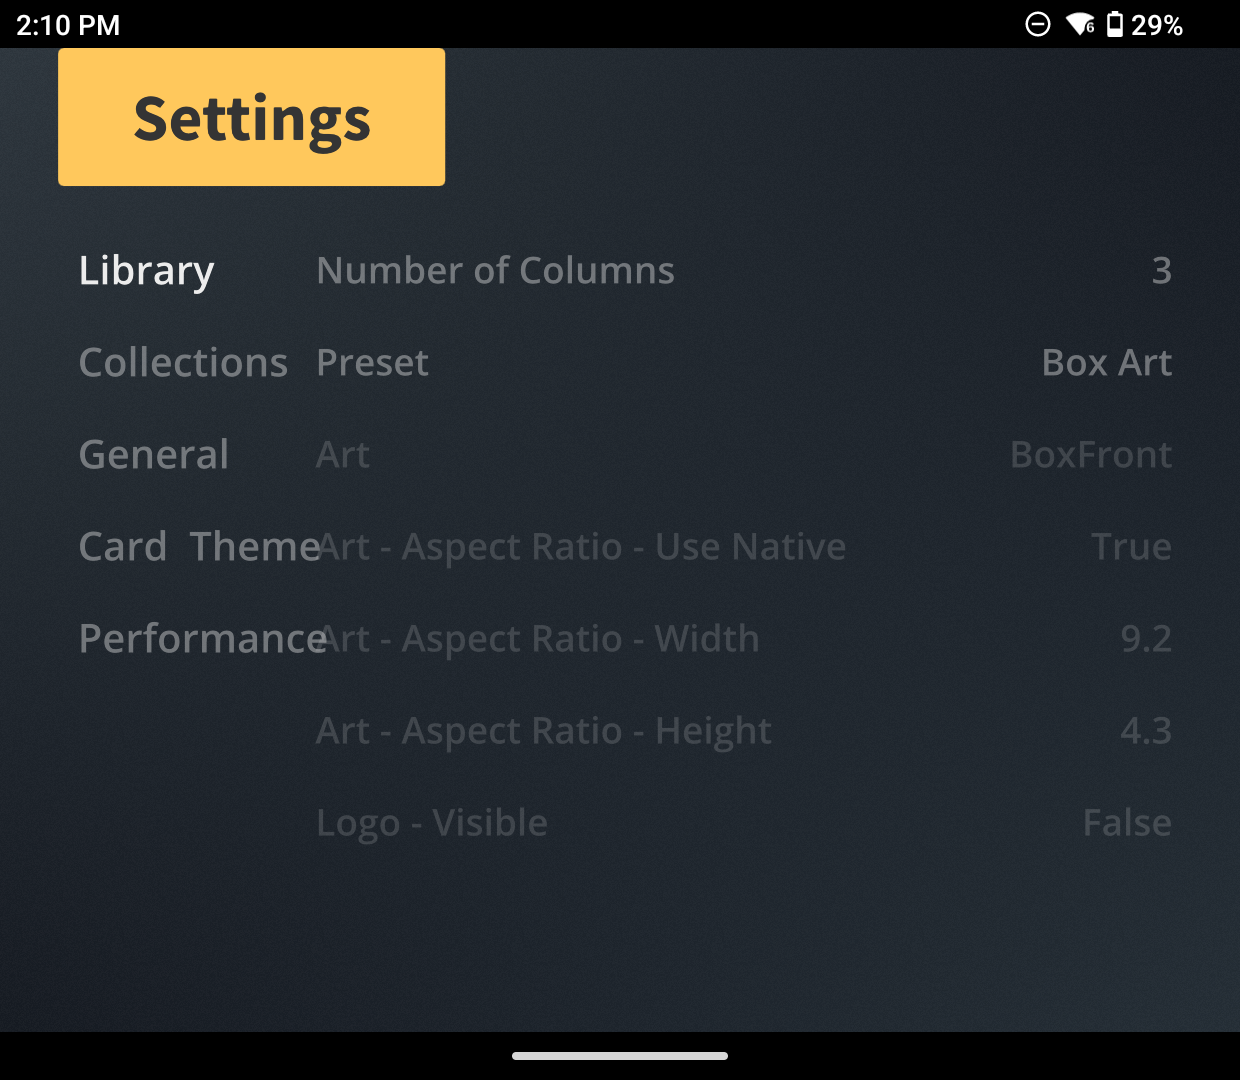 2:10 PM 6 29%
Settings
Library Number of Columns 3
Collections Preset Box Art
General Art BoxFront
Card Theme Art - Aspect Ratio - Use Native True
Performance Art - Aspect Ratio - Width 9.2
Art - Aspect Ratio - Height 4.3
Logo - Visible False